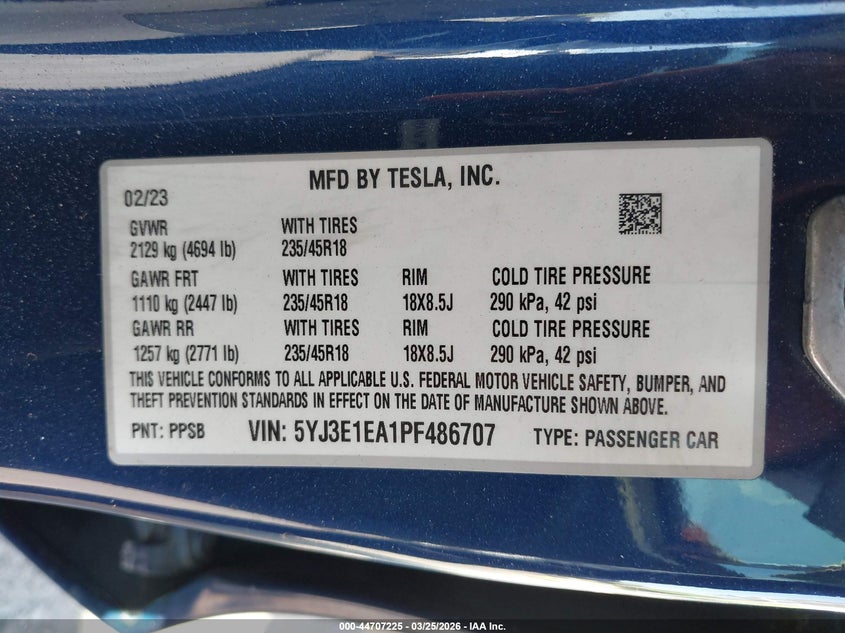 MFD BY TESLA, INC.
02/23
GVWR WITH TIRES
2129 kg (4694 lb) 235/45R18
GAWR FRT WITH TIRES RIM COLD TIRE PRESSURE
1110 kg (2447 lb) 235/45R18 18X8.5J 290 kPa, 42 psi
GAWR RR WITH TIRES RIM COLD TIRE PRESSURE
1257 kg (2771 lb) 235/45R18 18X8.5J 290 kPa, 42 psi
THIS VEHICLE CONFORMS TO ALL APPLICABLE U.S. FEDERAL MOTOR VEHICLE SAFETY, BUMPER, AND
THEFT PREVENTION STANDARDS IN EFFECT ON THE DATE OF MANUFACTURE SHOWN ABOVE.
PNT: PPSB VIN: 5YJ3E1EA1PF486707 TYPE: PASSENGER CAR
000-44707225 - 03/25/2026 - IAA Inc.